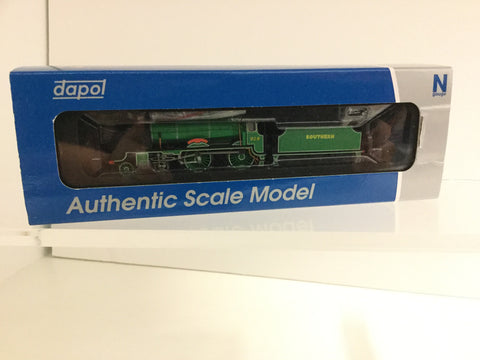 dapol
N
gauge
SOUTHERN
Authentic Scale Model